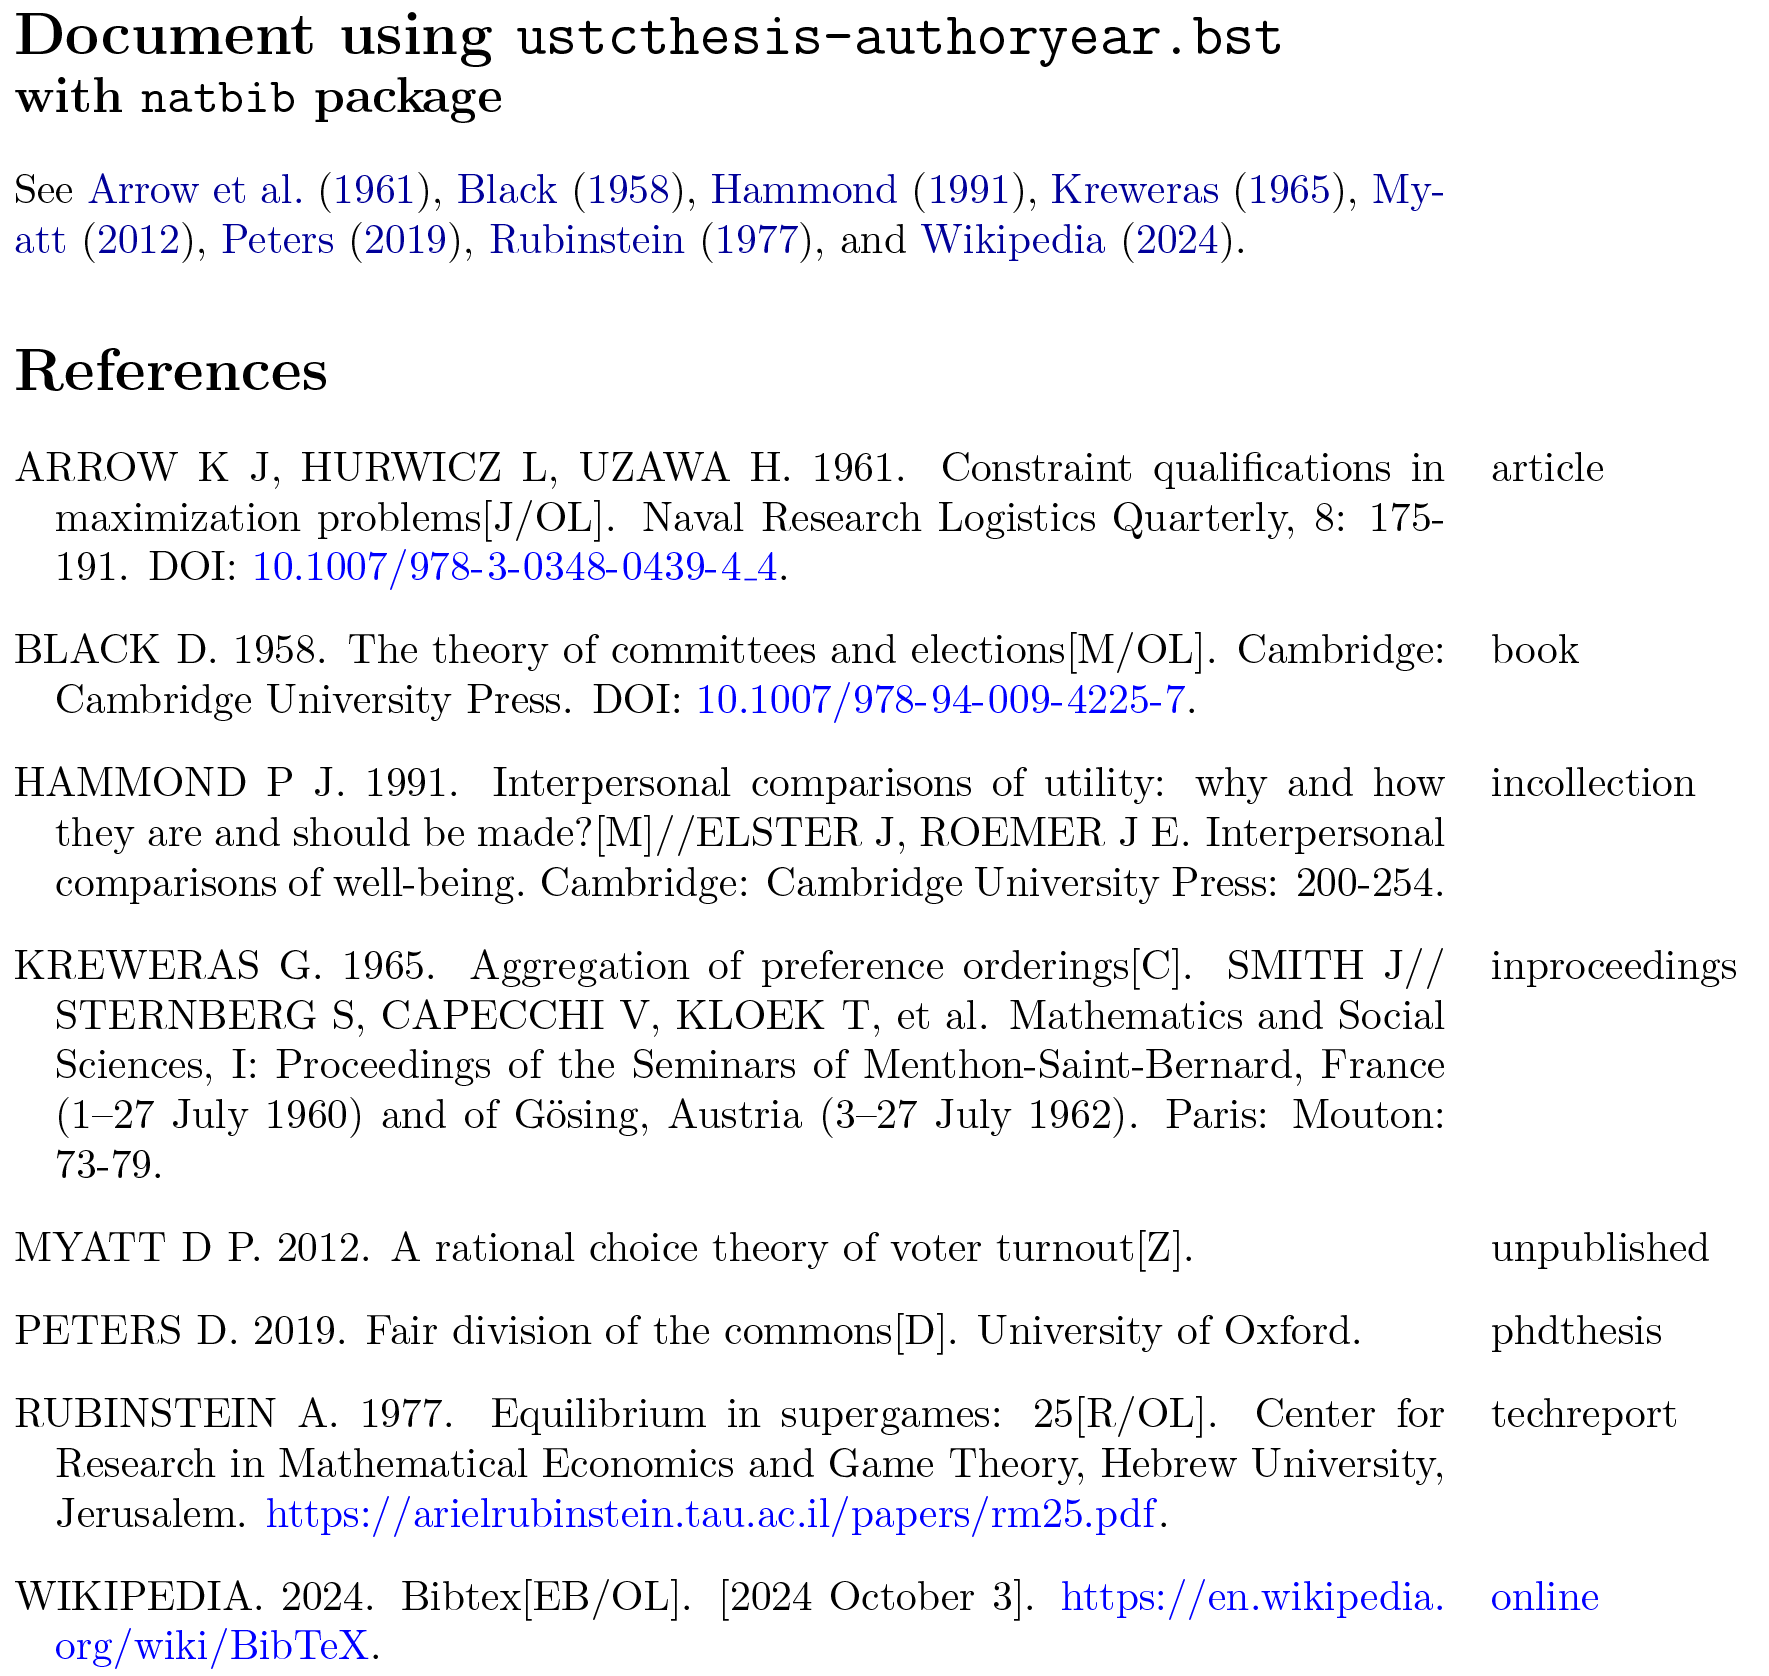 Document using ustcthesis-authoryear.bst
with natbib package
See Arrow et al. (1961), Black (1958), Hammond (1991), Kreweras (1965), My-
att (2012), Peters (2019), Rubinstein (1977), and Wikipedia (2024).
References
ARROW K J, HURWICZ L, UZAWA H. 1961. Constraint qualifications in article
maximization problems[J/OL]. Naval Research Logistics Quarterly, 8: 175-
191. DOI: 10.1007/978-3-0348-0439-4_4.
BLACK D. 1958. The theory of committees and elections[M/OL]. Cambridge: book
Cambridge University Press. DOI: 10.1007/978-94-009-4225-7.
HAMMOND P J. 1991. Interpersonal comparisons of utility: why and how incollection
they are and should be made?[M]//ELSTER J, ROEMER J E. Interpersonal
comparisons of well-being. Cambridge: Cambridge University Press: 200-254.
KREWERAS G. 1965. Aggregation of preference orderings[C]. SMITH J// inproceedings
STERNBERG S, CAPECCHI V, KLOEK T, et al. Mathematics and Social
Sciences, I: Proceedings of the Seminars of Menthon-Saint-Bernard, France
(1–27 July 1960) and of Gösing, Austria (3–27 July 1962). Paris: Mouton:
73-79.
MYATT D P. 2012. A rational choice theory of voter turnout[Z]. unpublished
PETERS D. 2019. Fair division of the commons[D]. University of Oxford. phdthesis
RUBINSTEIN A. 1977. Equilibrium in supergames: 25[R/OL]. Center for techreport
Research in Mathematical Economics and Game Theory, Hebrew University,
Jerusalem. https://arielrubinstein.tau.ac.il/papers/rm25.pdf.
WIKIPEDIA. 2024. Bibtex[EB/OL]. [2024 October 3]. https://en.wikipedia. online
org/wiki/BibTeX.